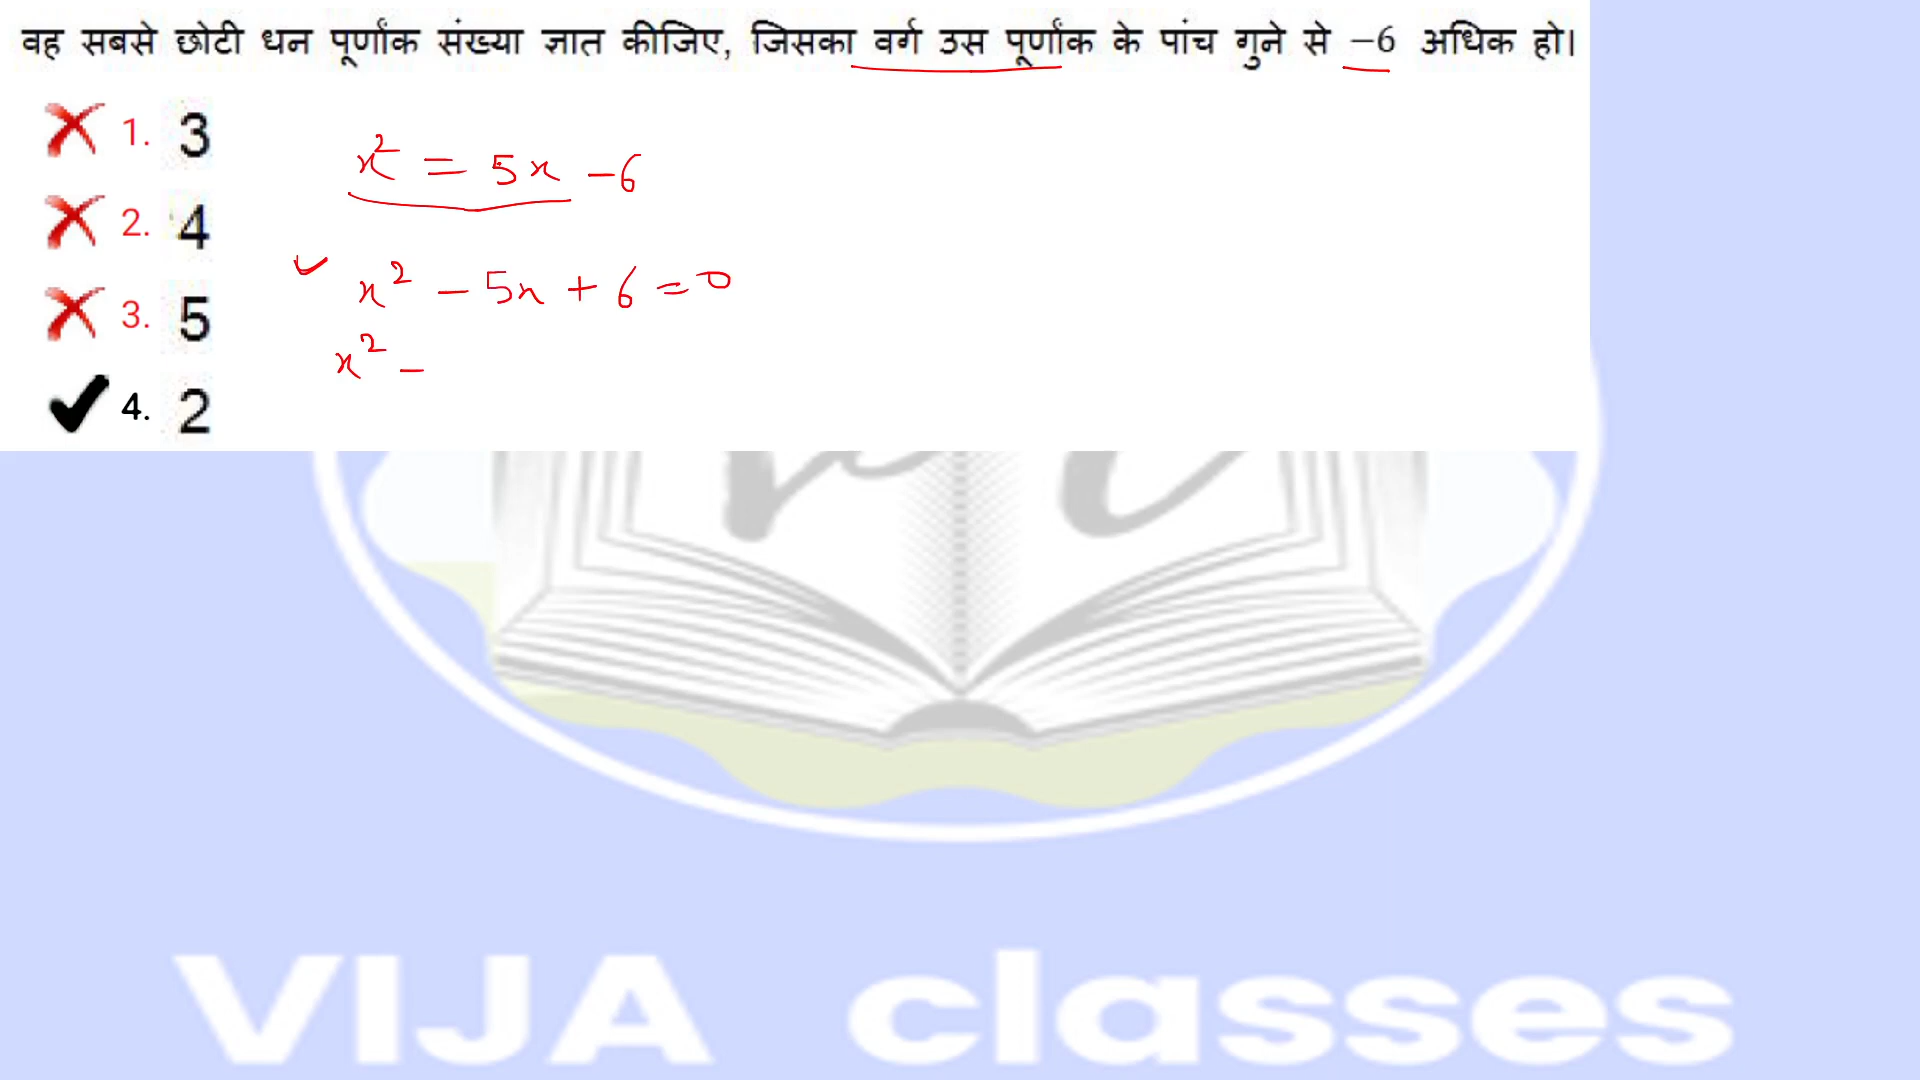 वह सबसे छोटी धन पूर्णांक संख्या ज्ञात कीजिए, जिसका वर्ग उस पूर्णांक के पांच गुने से −6 अधिक हो।
1. 3
x² = 5x - 6
2. 4
x² - 5x + 6 = 0
3. 5
x² -
4. 2
VIJA classes